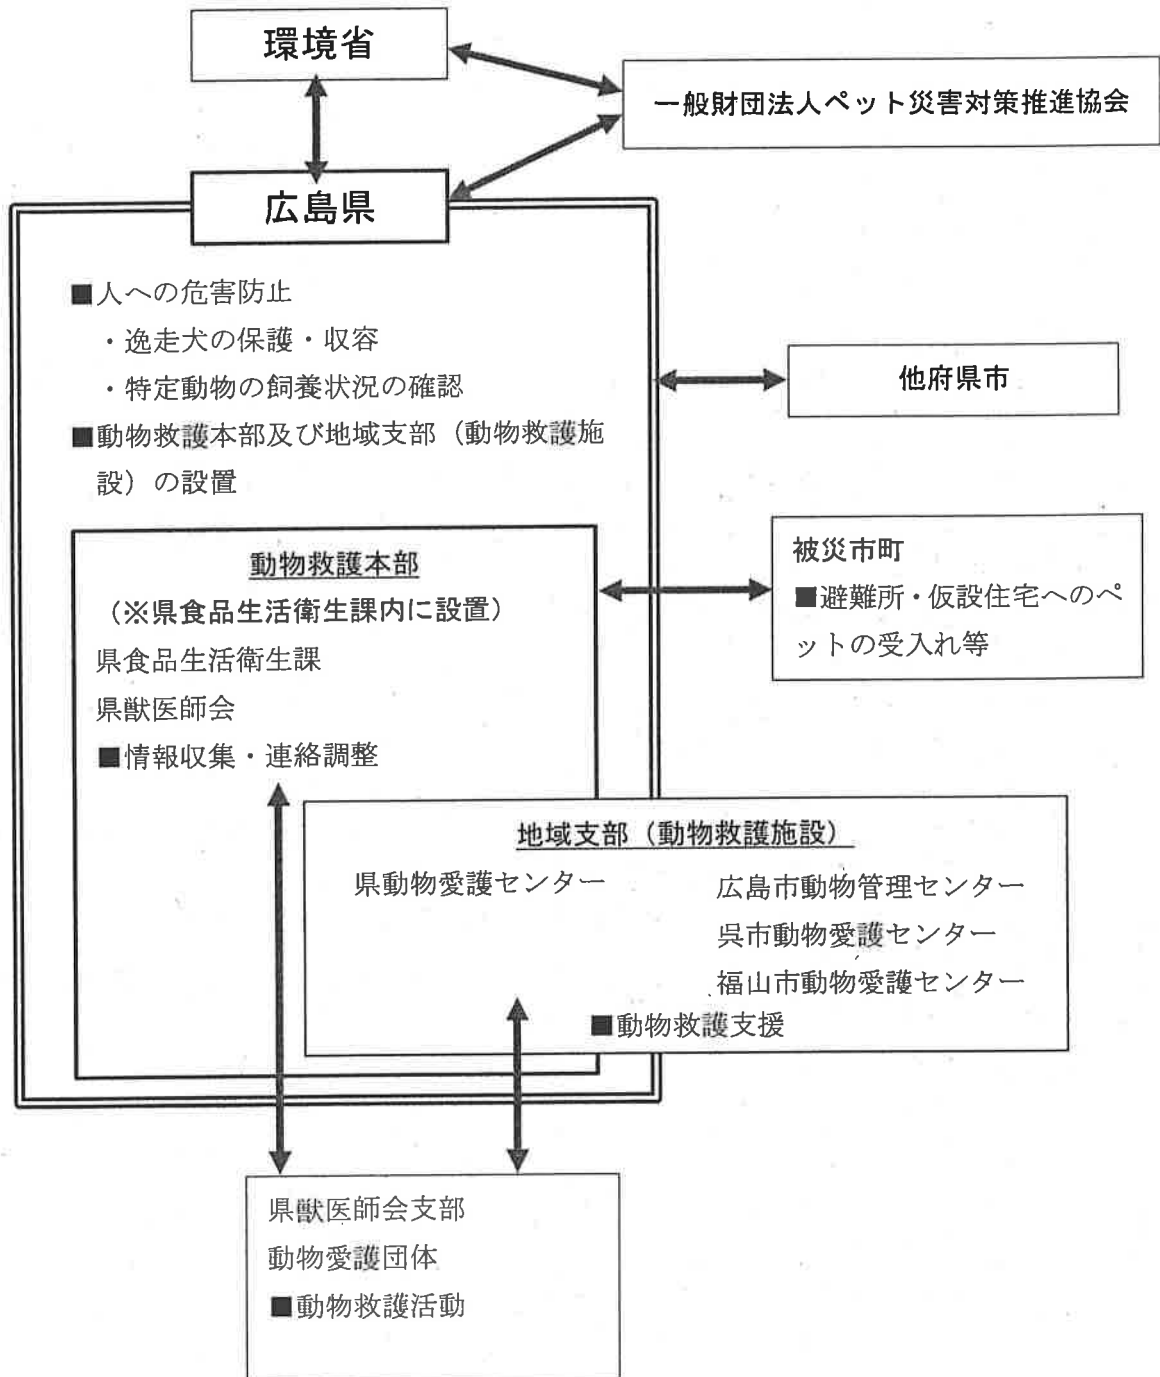 環境省
一般財団法人ペット災害対策推進協会
広島県
■人への危害防止
・逸走犬の保護・収容
・特定動物の飼養状況の確認
■動物救護本部及び地域支部（動物救護施
設）の設置
他府県市
動物救護本部
（※県食品生活衛生課内に設置）
県食品生活衛生課
県獣医師会
■情報収集・連絡調整
被災市町
■避難所・仮設住宅へのペ
ットの受入れ等
地域支部（動物救護施設）
県動物愛護センター
広島市動物管理センター
呉市動物愛護センター
福山市動物愛護センター
■動物救護支援
県獣医師会支部
動物愛護団体
■動物救護活動